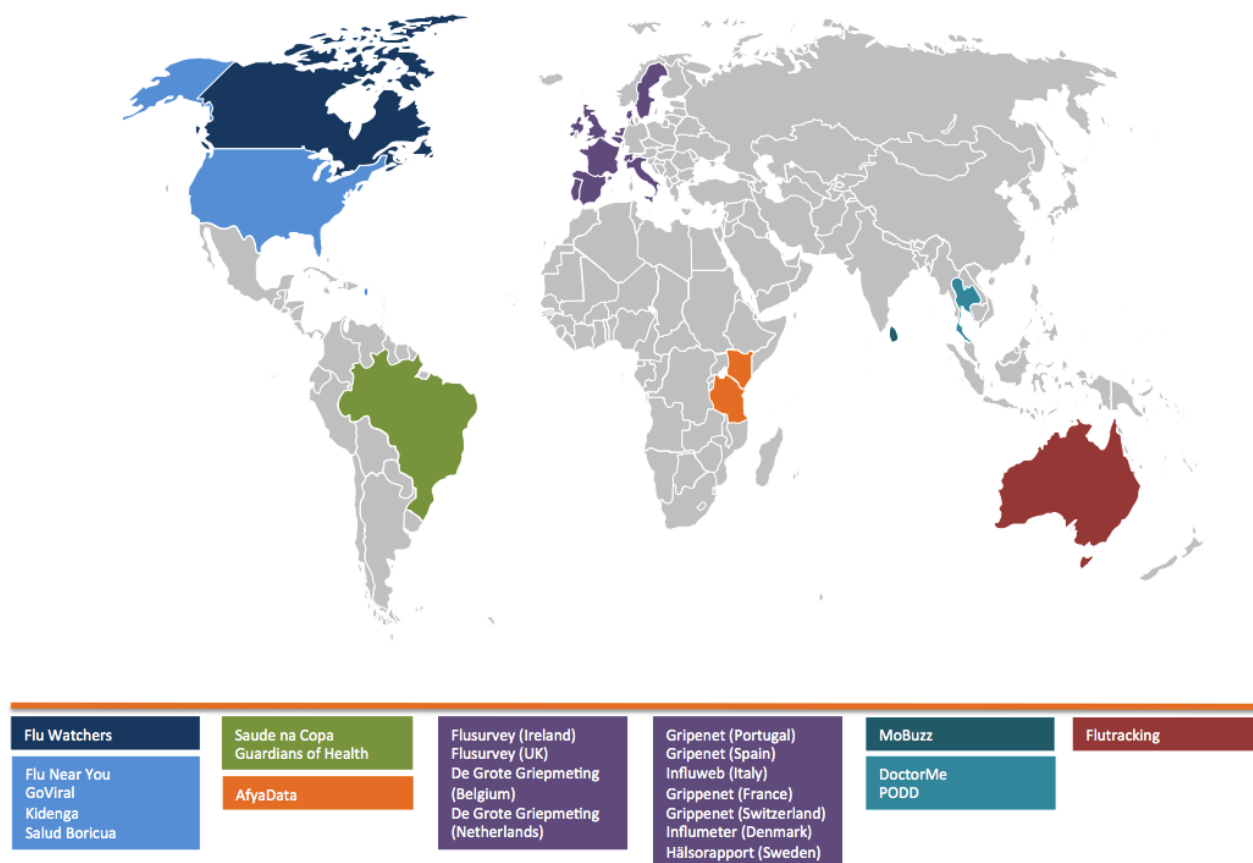 Flu Watchers
Flu Near You
GoViral
Kidenga
Salud Boricua
Saude na Copa
Guardians of Health
AfyaData
Flusurvey (Ireland)
Flusurvey (UK)
De Grote Griepmeting
(Belgium)
De Grote Griepmeting
(Netherlands)
Gripenet (Portugal)
Gripenet (Spain)
Influweb (Italy)
Grippenet (France)
Grippenet (Switzerland)
Influmeter (Denmark)
Hälsorapport (Sweden)
MoBuzz
DoctorMe
PODD
Flutracking